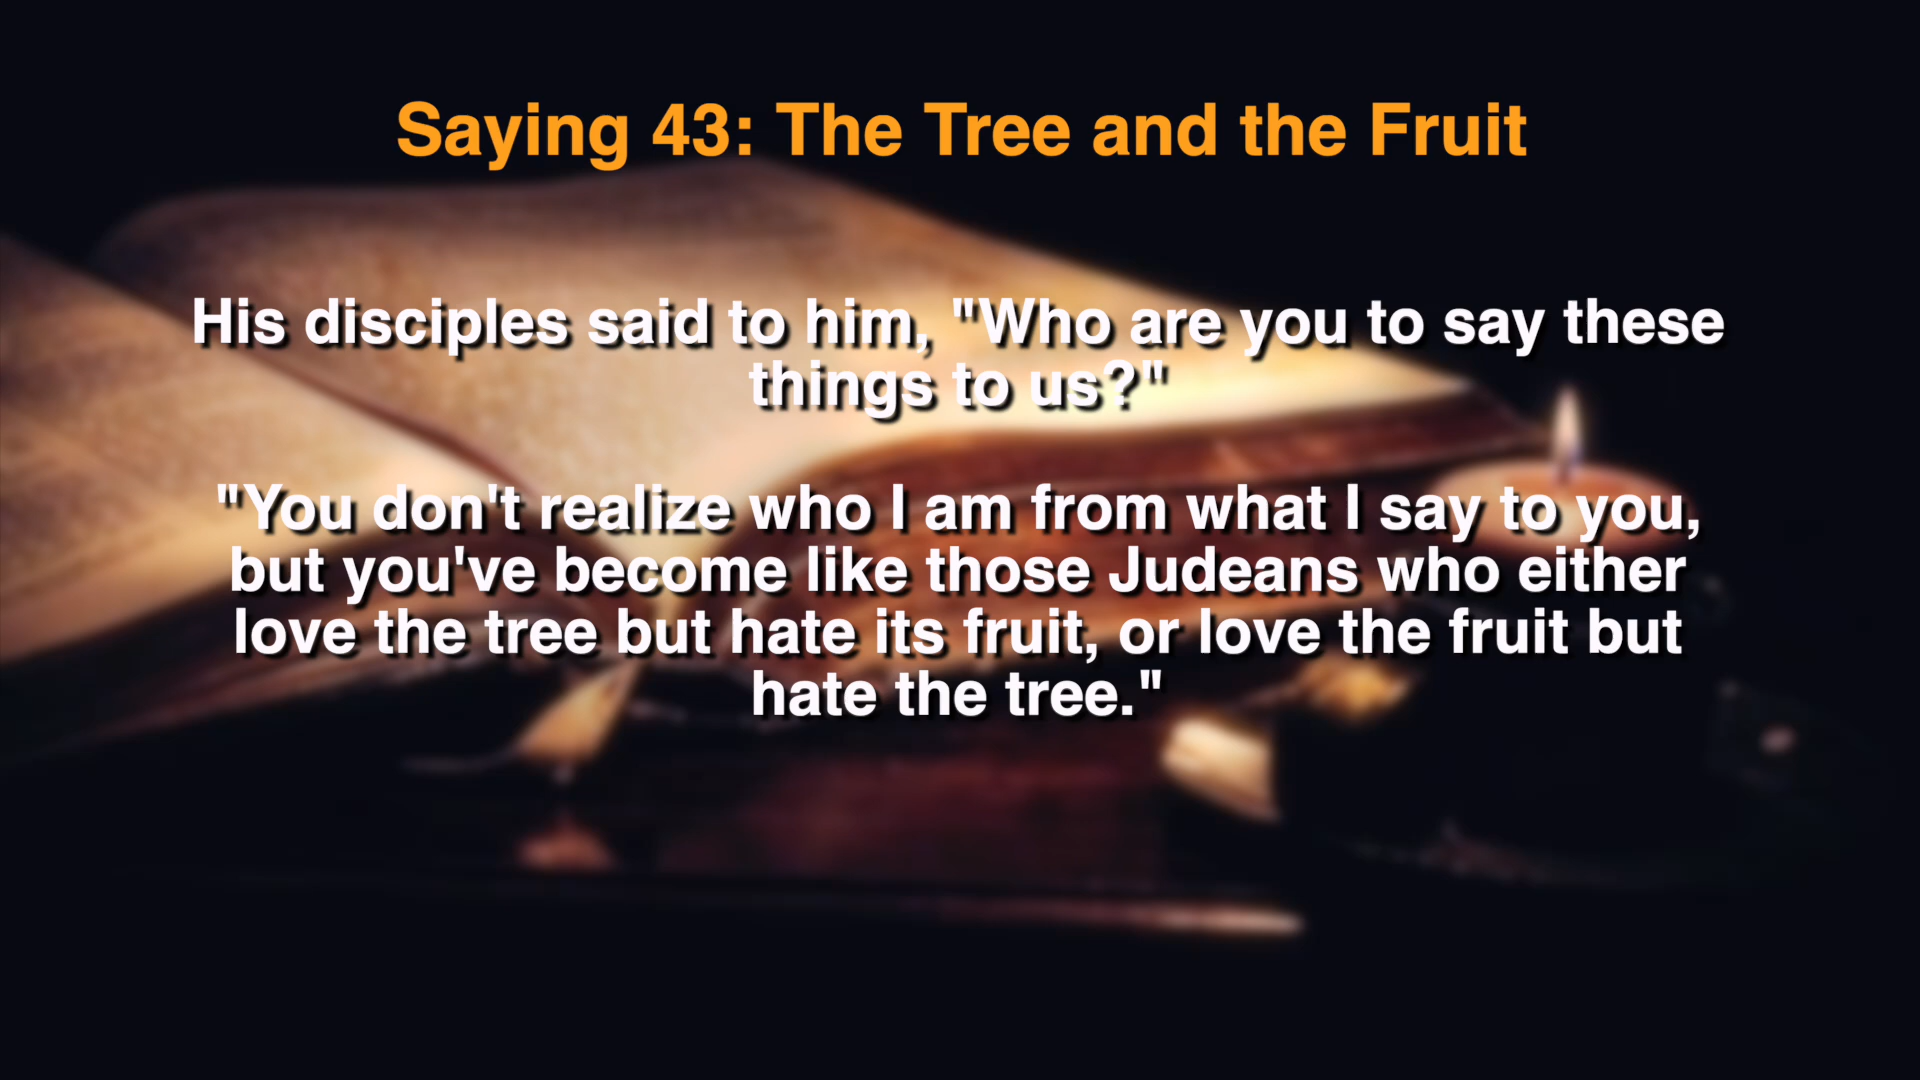 Saying 43: The Tree and the Fruit
His disciples said to him, "Who are you to say these
things to us?"
"You don't realize who I am from what I say to you,
but you've become like those Judeans who either
love the tree but hate its fruit, or love the fruit but
hate the tree."